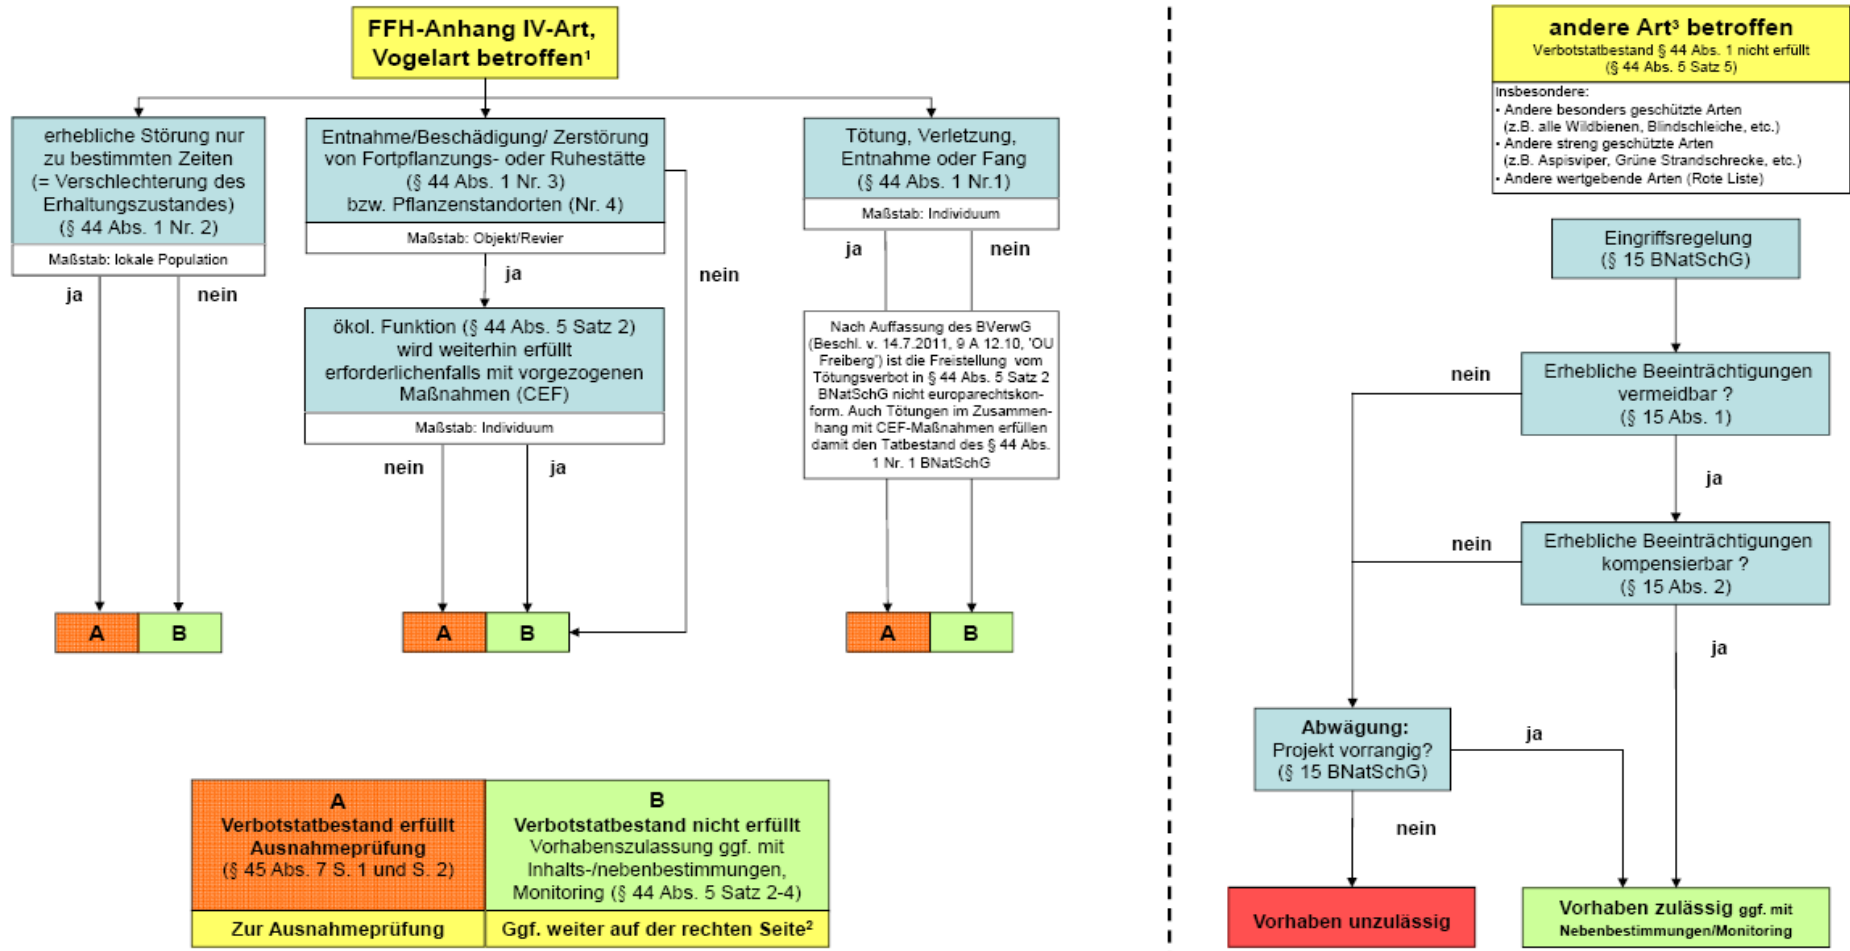 FFH-Anhang IV-Art,
Vogelart betroffen¹
erhebliche Störung nur
zu bestimmten Zeiten
(= Verschlechterung des
Erhaltungszustandes)
(§ 44 Abs. 1 Nr. 2)
Maßstab: lokale Population
ja
nein
Entnahme/Beschädigung/ Zerstörung
von Fortpflanzungs- oder Ruhestätte
(§ 44 Abs. 1 Nr. 3)
bzw. Pflanzenstandorten (Nr. 4)
Maßstab: Objekt/Revier
ja
nein
ökol. Funktion (§ 44 Abs. 5 Satz 2)
wird weiterhin erfüllt
erforderlichenfalls mit vorgezogenen
Maßnahmen (CEF)
Maßstab: Individuum
nein
ja
Tötung, Verletzung,
Entnahme oder Fang
(§ 44 Abs. 1 Nr.1)
Maßstab: Individuum
ja
nein
Nach Auffassung des BVerwG
(Beschl. v. 14.7.2011, 9 A 12.10, 'OU
Freiberg') ist die Freistellung vom
Tötungsverbot in § 44 Abs. 5 Satz 2
BNatSchG nicht europarechtskon-
form. Auch Tötungen im Zusammen-
hang mit CEF-Maßnahmen erfüllen
damit den Tatbestand des § 44 Abs.
1 Nr. 1 BNatSchG
A
B
A
B
A
B
A
Verbotstatbestand erfüllt
Ausnahmeprüfung
(§ 45 Abs. 7 S. 1 und S. 2)
Zur Ausnahmeprüfung
B
Verbotstatbestand nicht erfüllt
Vorhabenszulassung ggf. mit
Inhalts-/nebenbestimmungen,
Monitoring (§ 44 Abs. 5 Satz 2-4)
Ggf. weiter auf der rechten Seite²
andere Art³ betroffen
Verbotstatbestand § 44 Abs. 1 nicht erfüllt
(§ 44 Abs. 5 Satz 5)
Insbesondere:
• Andere besonders geschützte Arten
(z.B. alle Wildbienen, Blindschleiche, etc.)
• Andere streng geschützte Arten
(z.B. Aspisviper, Grüne Strandschrecke, etc.)
• Andere wertgebende Arten (Rote Liste)
Eingriffsregelung
(§ 15 BNatSchG)
nein
Erhebliche Beeinträchtigungen
vermeidbar ?
(§ 15 Abs. 1)
ja
nein
Erhebliche Beeinträchtigungen
kompensierbar ?
(§ 15 Abs. 2)
ja
Abwägung:
Projekt vorrangig?
(§ 15 BNatSchG)
ja
nein
Vorhaben unzulässig
Vorhaben zulässig ggf. mit
Nebenbestimmungen/Monitoring